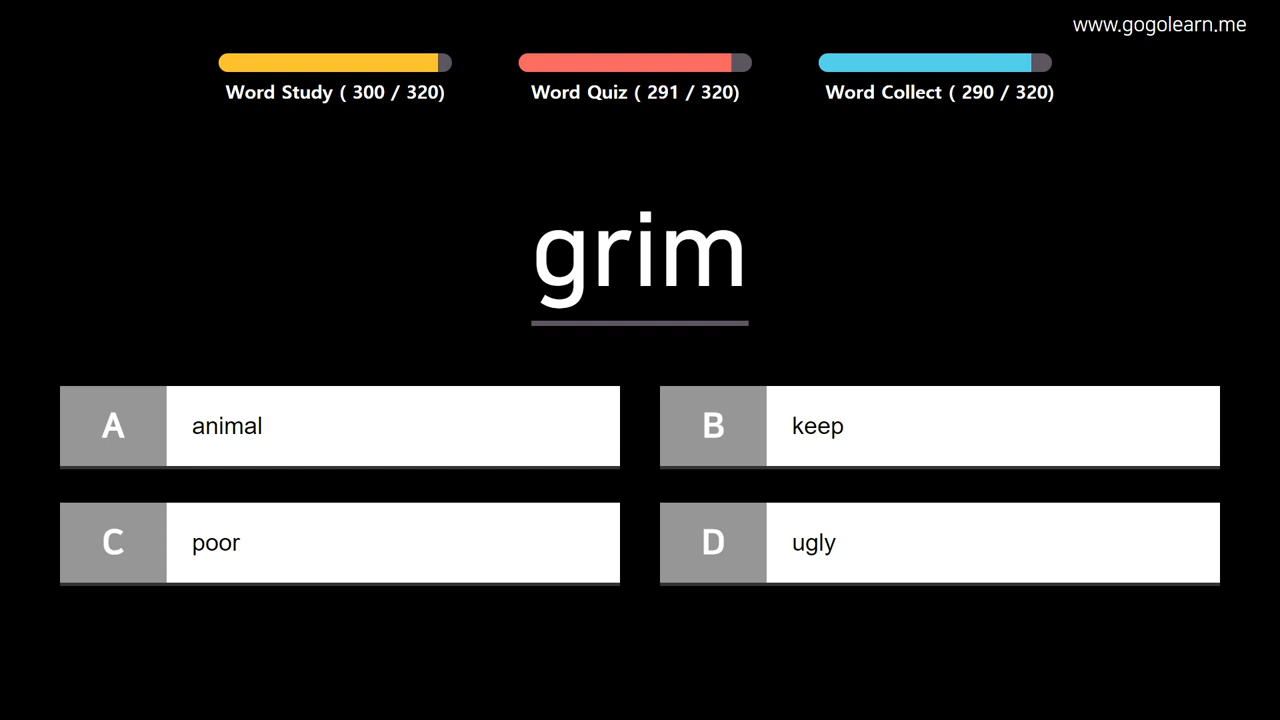 www.gogolearn.me
Word Study ( 300 / 320)
Word Quiz ( 291 / 320)
Word Collect ( 290 / 320)
grim
A animal
B keep
C poor
D ugly